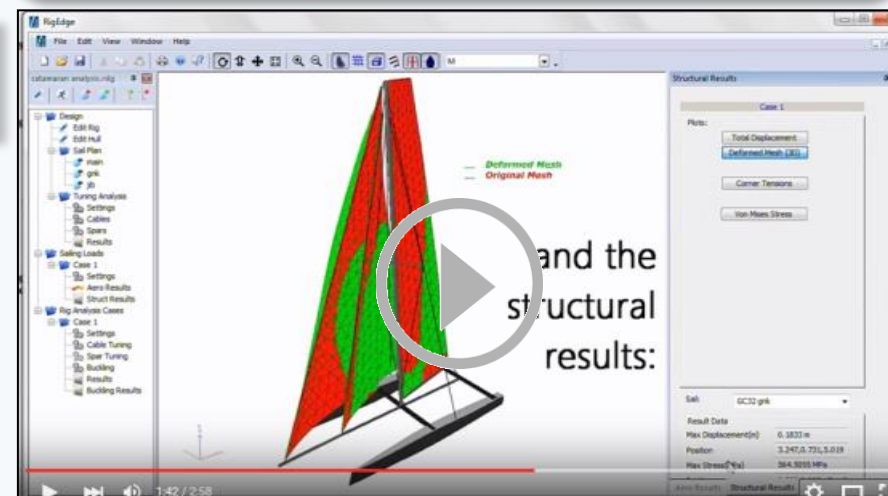 RigEdge
File Edit View Window Help
M
catamaran analysis.rikg
Structural Results
Design
Edit Rig
Edit Hull
Sail Plan
main
gnk
jib
Tuning Analysis
Settings
Cables
Spars
Results
Sailing Loads
Case 1
Settings
Aero Results
Struct Results
Rig Analysis Cases
Case 1
Settings
Cable Tuning
Spar Tuning
Buckling
Results
Buckling Results
Deformed Mesh
Original Mesh
and the
structural
results:
Case 1
Plots:
Total Displacement
Deformed Mesh (3D)
Corner Tensions
Von Mises Stress
Sail: GC32 gnk
Result Data
Max Displacement(m) 0.1833 m
Position 3.247,0.731,5.019
Max Stress 564.5055 MPa
Aero Results Structural Results
1:42 / 2:58